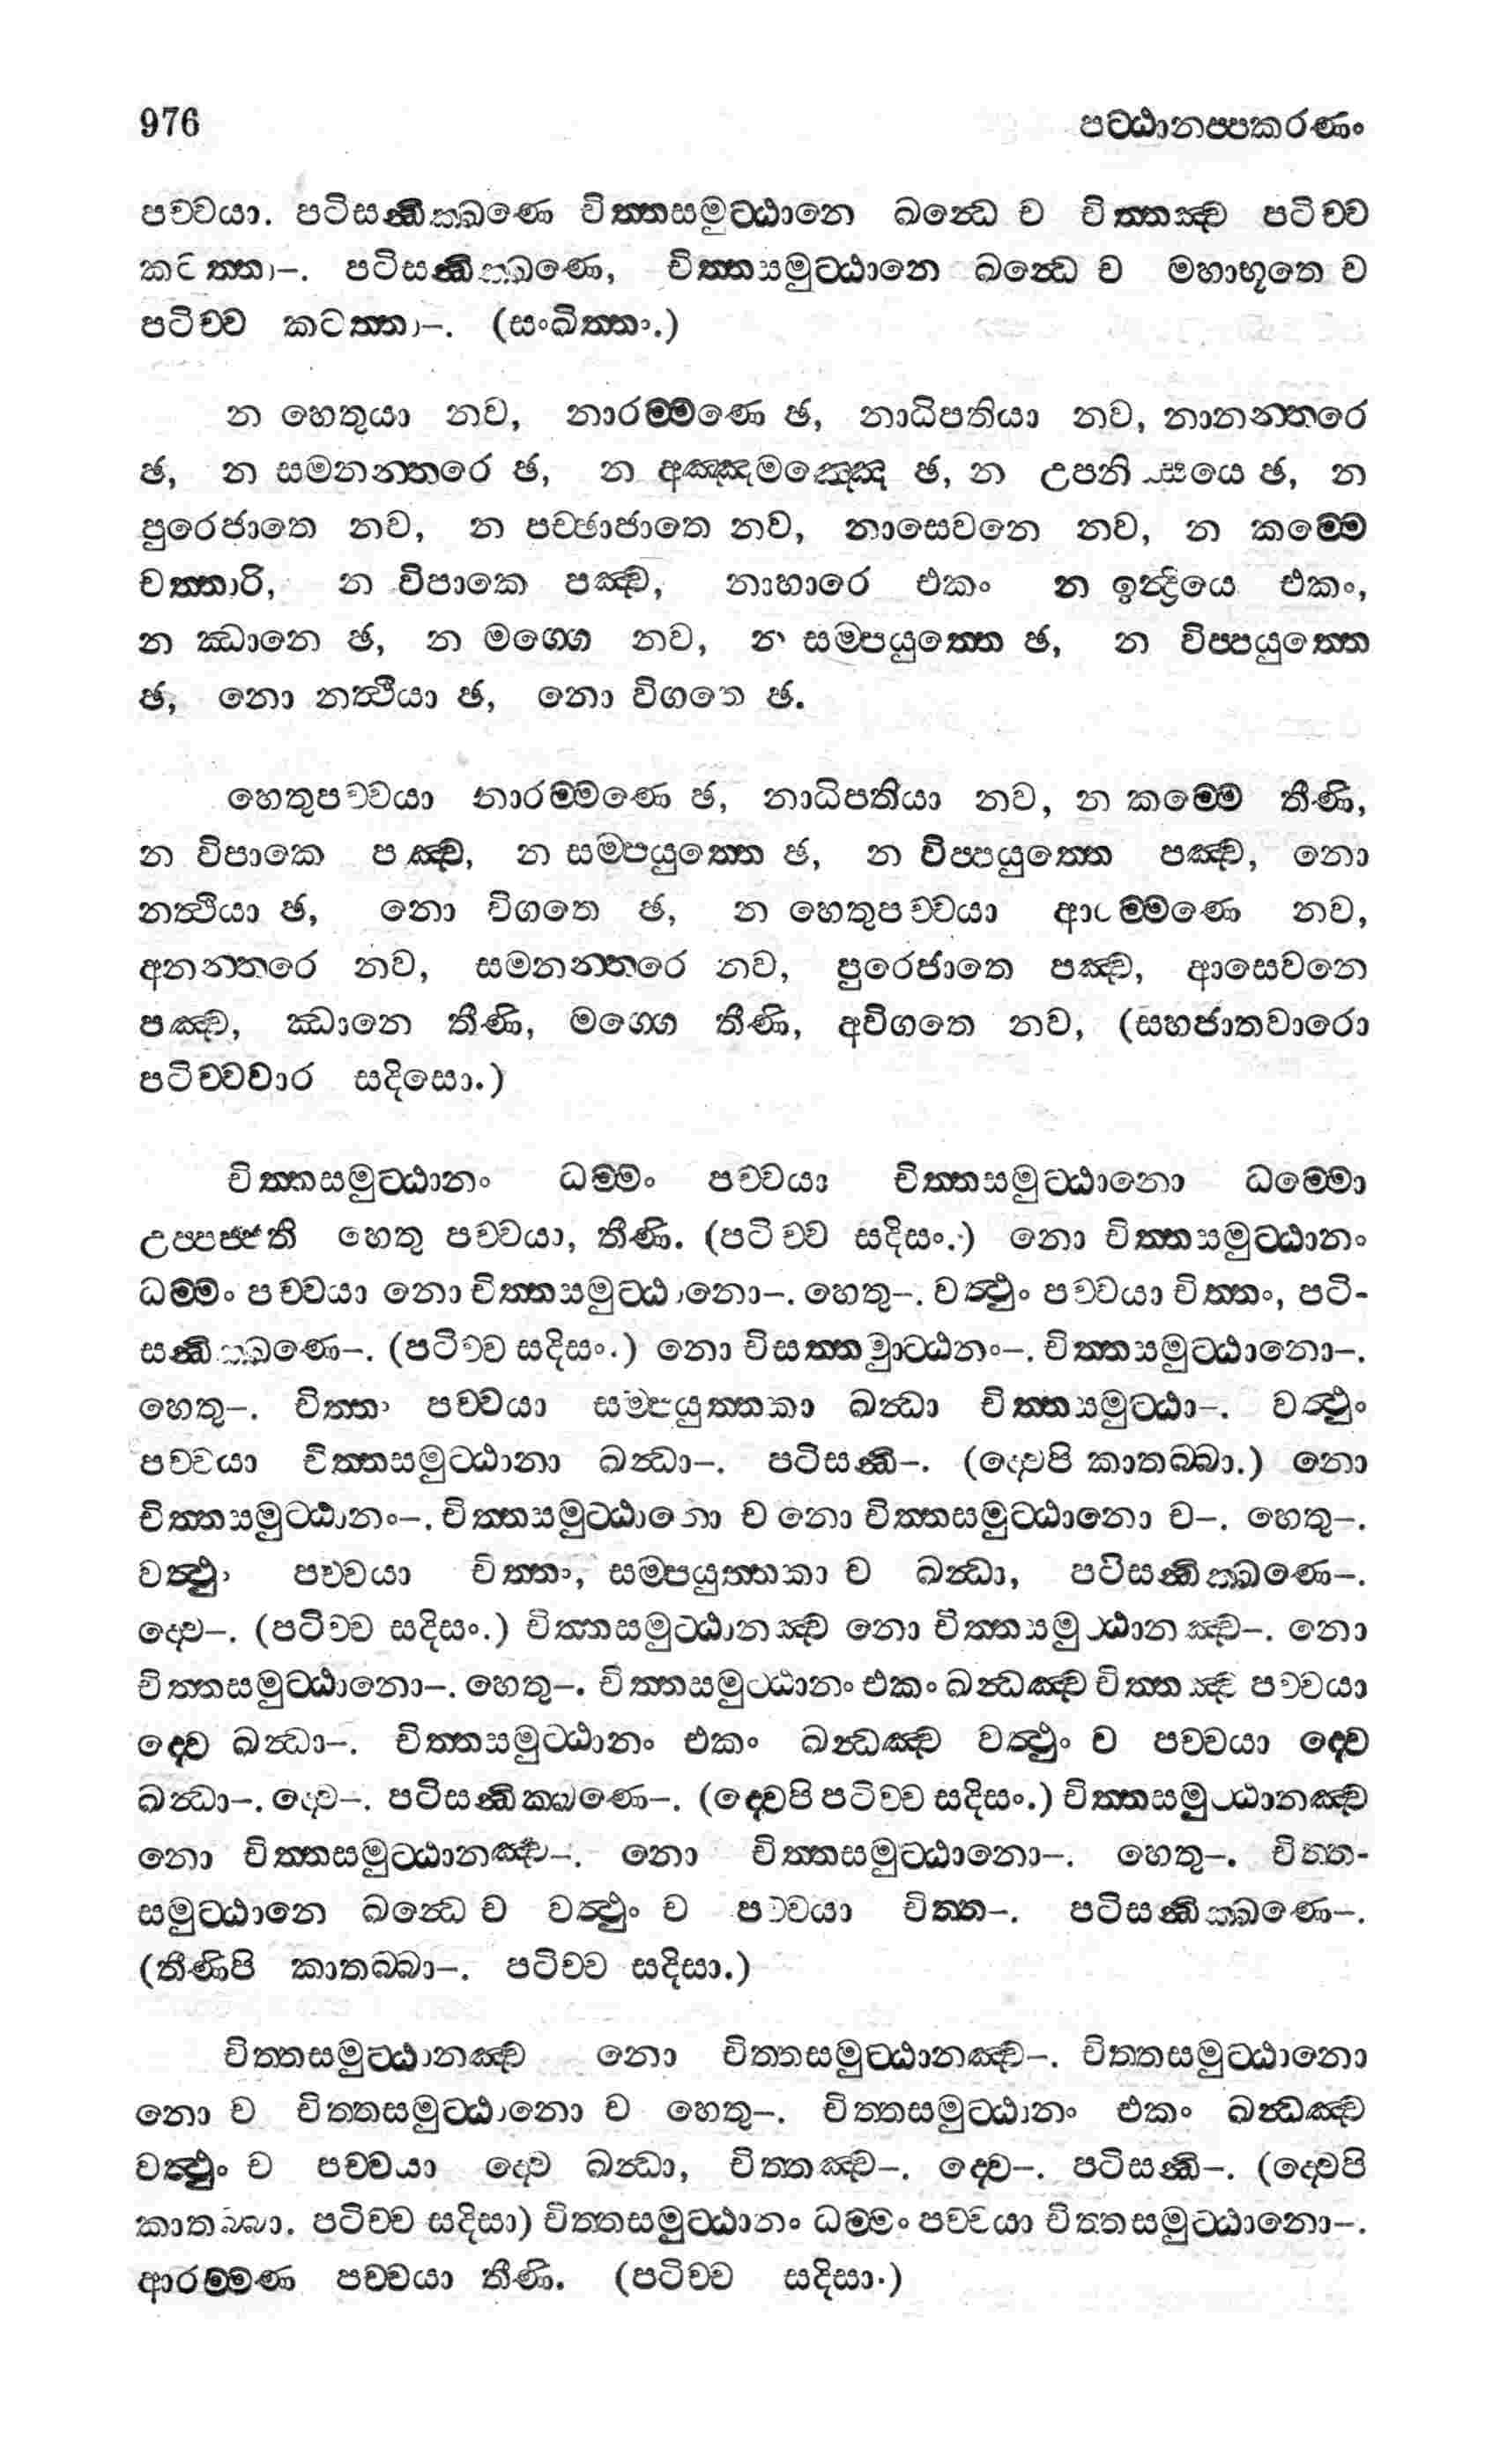 976 පට්ඨානප්පකරණං
පච්චයා. පටිසන්ධික්ඛණෙ චිත්තසමුට්ඨානෙ ඛන්ධෙ ච චිත්තඤ්ච පටිච්ච
කටත්තා–. පටිසන්ධික්ඛණෙ, චිත්තසමුට්ඨානෙ ඛන්ධෙ ච මහාභූතෙ ච
පටිච්ච කටත්තා–. (සංඛිත්තං.)
න හෙතුයා නව, නාරම්මණෙ ඡ, නාධිපතියා නව, නානන්තරෙ
ඡ, න සමනන්තරෙ ඡ, න අඤ්ඤමඤ්ඤෙ ඡ, න උපනිස්සයෙ ඡ, න
පුරෙජාතෙ නව, න පච්ඡාජාතෙ නව, නාසෙවනෙ නව, න කම්මෙ
චත්තාරි, න විපාකෙ පඤ්ච, නාහාරෙ එකං න ඉන්ද්‍රියෙ එකං,
න ඣානෙ ඡ, න මග්ගෙ නව, න සම්පයුත්තෙ ඡ, න විප්පයුත්තෙ
ඡ, නො නත්ථියා ඡ, නො විගතෙ ඡ.
හෙතුපච්චයා නාරම්මණෙ ඡ, නාධිපතියා නව, න කම්මෙ තීණි,
න විපාකෙ පඤ්ච, න සම්පයුත්තෙ ඡ, න විප්පයුත්තෙ පඤ්ච, නො
නත්ථියා ඡ, නො විගතෙ ඡ, න හෙතුපච්චයා ආරම්මණෙ නව,
අනන්තරෙ නව, සමනන්තරෙ නව, පුරෙජාතෙ පඤ්ච, ආසෙවනෙ
පඤ්ච, ඣානෙ තීණි, මග්ගෙ තීණි, අවිගතෙ නව, (සහජාතවාරො
පටිච්චවාර සදිසො.)
චිත්තසමුට්ඨානං ධම්මං පච්චයා චිත්තසමුට්ඨානො ධම්මො
උප්පජ්ජති හෙතු පච්චයා, තීණි. (පටිච්ච සදිසං.) නො චිත්තසමුට්ඨානං
ධම්මං පච්චයා නො චිත්තසමුට්ඨානො–. හෙතු–. වත්ථුං පච්චයා චිත්තං, පටි-
සන්ධික්ඛණෙ–. (පටිච්ච සදිසං.) නො චිසත්තමුාට්ඨනං–. චිත්තසමුට්ඨානො–.
හෙතු–. චිත්තං පච්චයා සම්පයුත්තකා ඛන්ධා චිත්තසමුට්ඨා–. වත්ථුං
පච්චයා චිත්තසමුට්ඨානා ඛන්ධා–. පටිසන්ධි–. (ද්වෙපි කාතබ්බා.) නො
චිත්තසමුට්ඨානං–. චිත්තසමුට්ඨානො ච නො චිත්තසමුට්ඨානො ච–. හෙතු–.
වත්ථුං පච්චයා චිත්තං, සම්පයුත්තකා ච ඛන්ධා, පටිසන්ධික්ඛණෙ–.
ද්වෙ–. (පටිච්ච සදිසං.) චිත්තසමුට්ඨානඤ්ච නො චිත්තසමුට්ඨානඤ්ච–. නො
චිත්තසමුට්ඨානො–. හෙතු–. චිත්තසමුට්ඨානං එකං ඛන්ධඤ්ච චිත්තඤ්ච පච්චයා
ද්වෙ ඛන්ධා–. චිත්තසමුට්ඨානං එකං ඛන්ධඤ්ච වත්ථුං ච පච්චයා ද්වෙ
ඛන්ධා–. ද්වෙ–. පටිසන්ධික්ඛණෙ–. (ද්වෙපි පටිච්ච සදිසං.) චිත්තසමුට්ඨානඤ්ච
නො චිත්තසමුට්ඨානඤ්ච–. නො චිත්තසමුට්ඨානො–. හෙතු–. චිත්ත-
සමුට්ඨානෙ ඛන්ධෙ ච වත්ථුං ච පච්චයා චිත්ත–. පටිසන්ධික්ඛණෙ–.
(තීණිපි කාතබ්බා–. පටිච්ච සදිසා.)
චිත්තසමුට්ඨානඤ්ච නො චිත්තසමුට්ඨානඤ්ච–. චිත්තසමුට්ඨානො
නො ච චිත්තසමුට්ඨානො ච හෙතු–. චිත්තසමුට්ඨානං එකං ඛන්ධඤ්ච
වත්ථුං ච පච්චයා ද්වෙ ඛන්ධා, චිත්තඤ්ච–. ද්වෙ–. පටිසන්ධි–. (ද්වෙපි
කාතබ්බා. පටිච්ච සදිසා) චිත්තසමුට්ඨානං ධම්මං පච්චයා චිත්තසමුට්ඨානො–.
ආරම්මණ පච්චයා තීණි. (පටිච්ච සදිසා.)